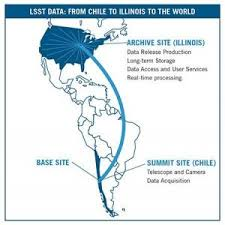 LSST DATA: FROM CHILE TO ILLINOIS TO THE WORLD
ARCHIVE SITE (ILLINOIS)
Data Release Production
Long-term Storage
Data Access and User Services
Real-time processing.
BASE SITE
SUMMIT SITE (CHILE)
Telescope and Camera
Data Acquisition